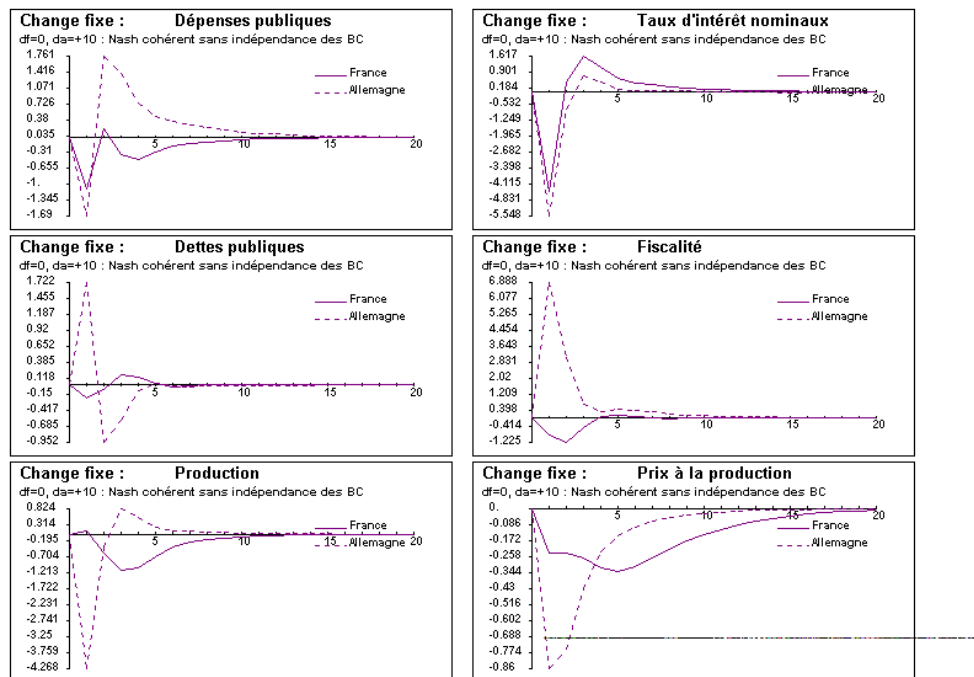 Change fixe : Dépenses publiques
df=0, da=+10 : Nash cohérent sans indépendance des BC
1.761
1.416
1.071
0.726
0.38
0.035
-0.31
-0.655
-1.
-1.345
-1.69
France
Allemagne
5 10 15 20
Change fixe : Taux d'intérêt nominaux
df=0, da=+10 : Nash cohérent sans indépendance des BC
1.617
0.901
0.184
-0.532
-1.249
-1.965
-2.682
-3.398
-4.115
-4.831
-5.548
France
Allemagne
5 10 15 20
Change fixe : Dettes publiques
df=0, da=+10 : Nash cohérent sans indépendance des BC
1.722
1.455
1.187
0.92
0.652
0.385
0.118
-0.15
-0.417
-0.685
-0.952
France
Allemagne
5 10 15 20
Change fixe : Fiscalité
df=0, da=+10 : Nash cohérent sans indépendance des BC
6.888
6.077
5.265
4.454
3.643
2.831
2.02
1.209
0.398
-0.414
-1.225
France
Allemagne
5 10 15 20
Change fixe : Production
df=0, da=+10 : Nash cohérent sans indépendance des BC
0.824
0.314
-0.195
-0.704
-1.213
-1.722
-2.231
-2.741
-3.25
-3.759
-4.268
France
Allemagne
5 10 15 20
Change fixe : Prix à la production
df=0, da=+10 : Nash cohérent sans indépendance des BC
0.
-0.086
-0.172
-0.258
-0.344
-0.43
-0.516
-0.602
-0.688
-0.774
-0.86
France
Allemagne
5 10 15 20